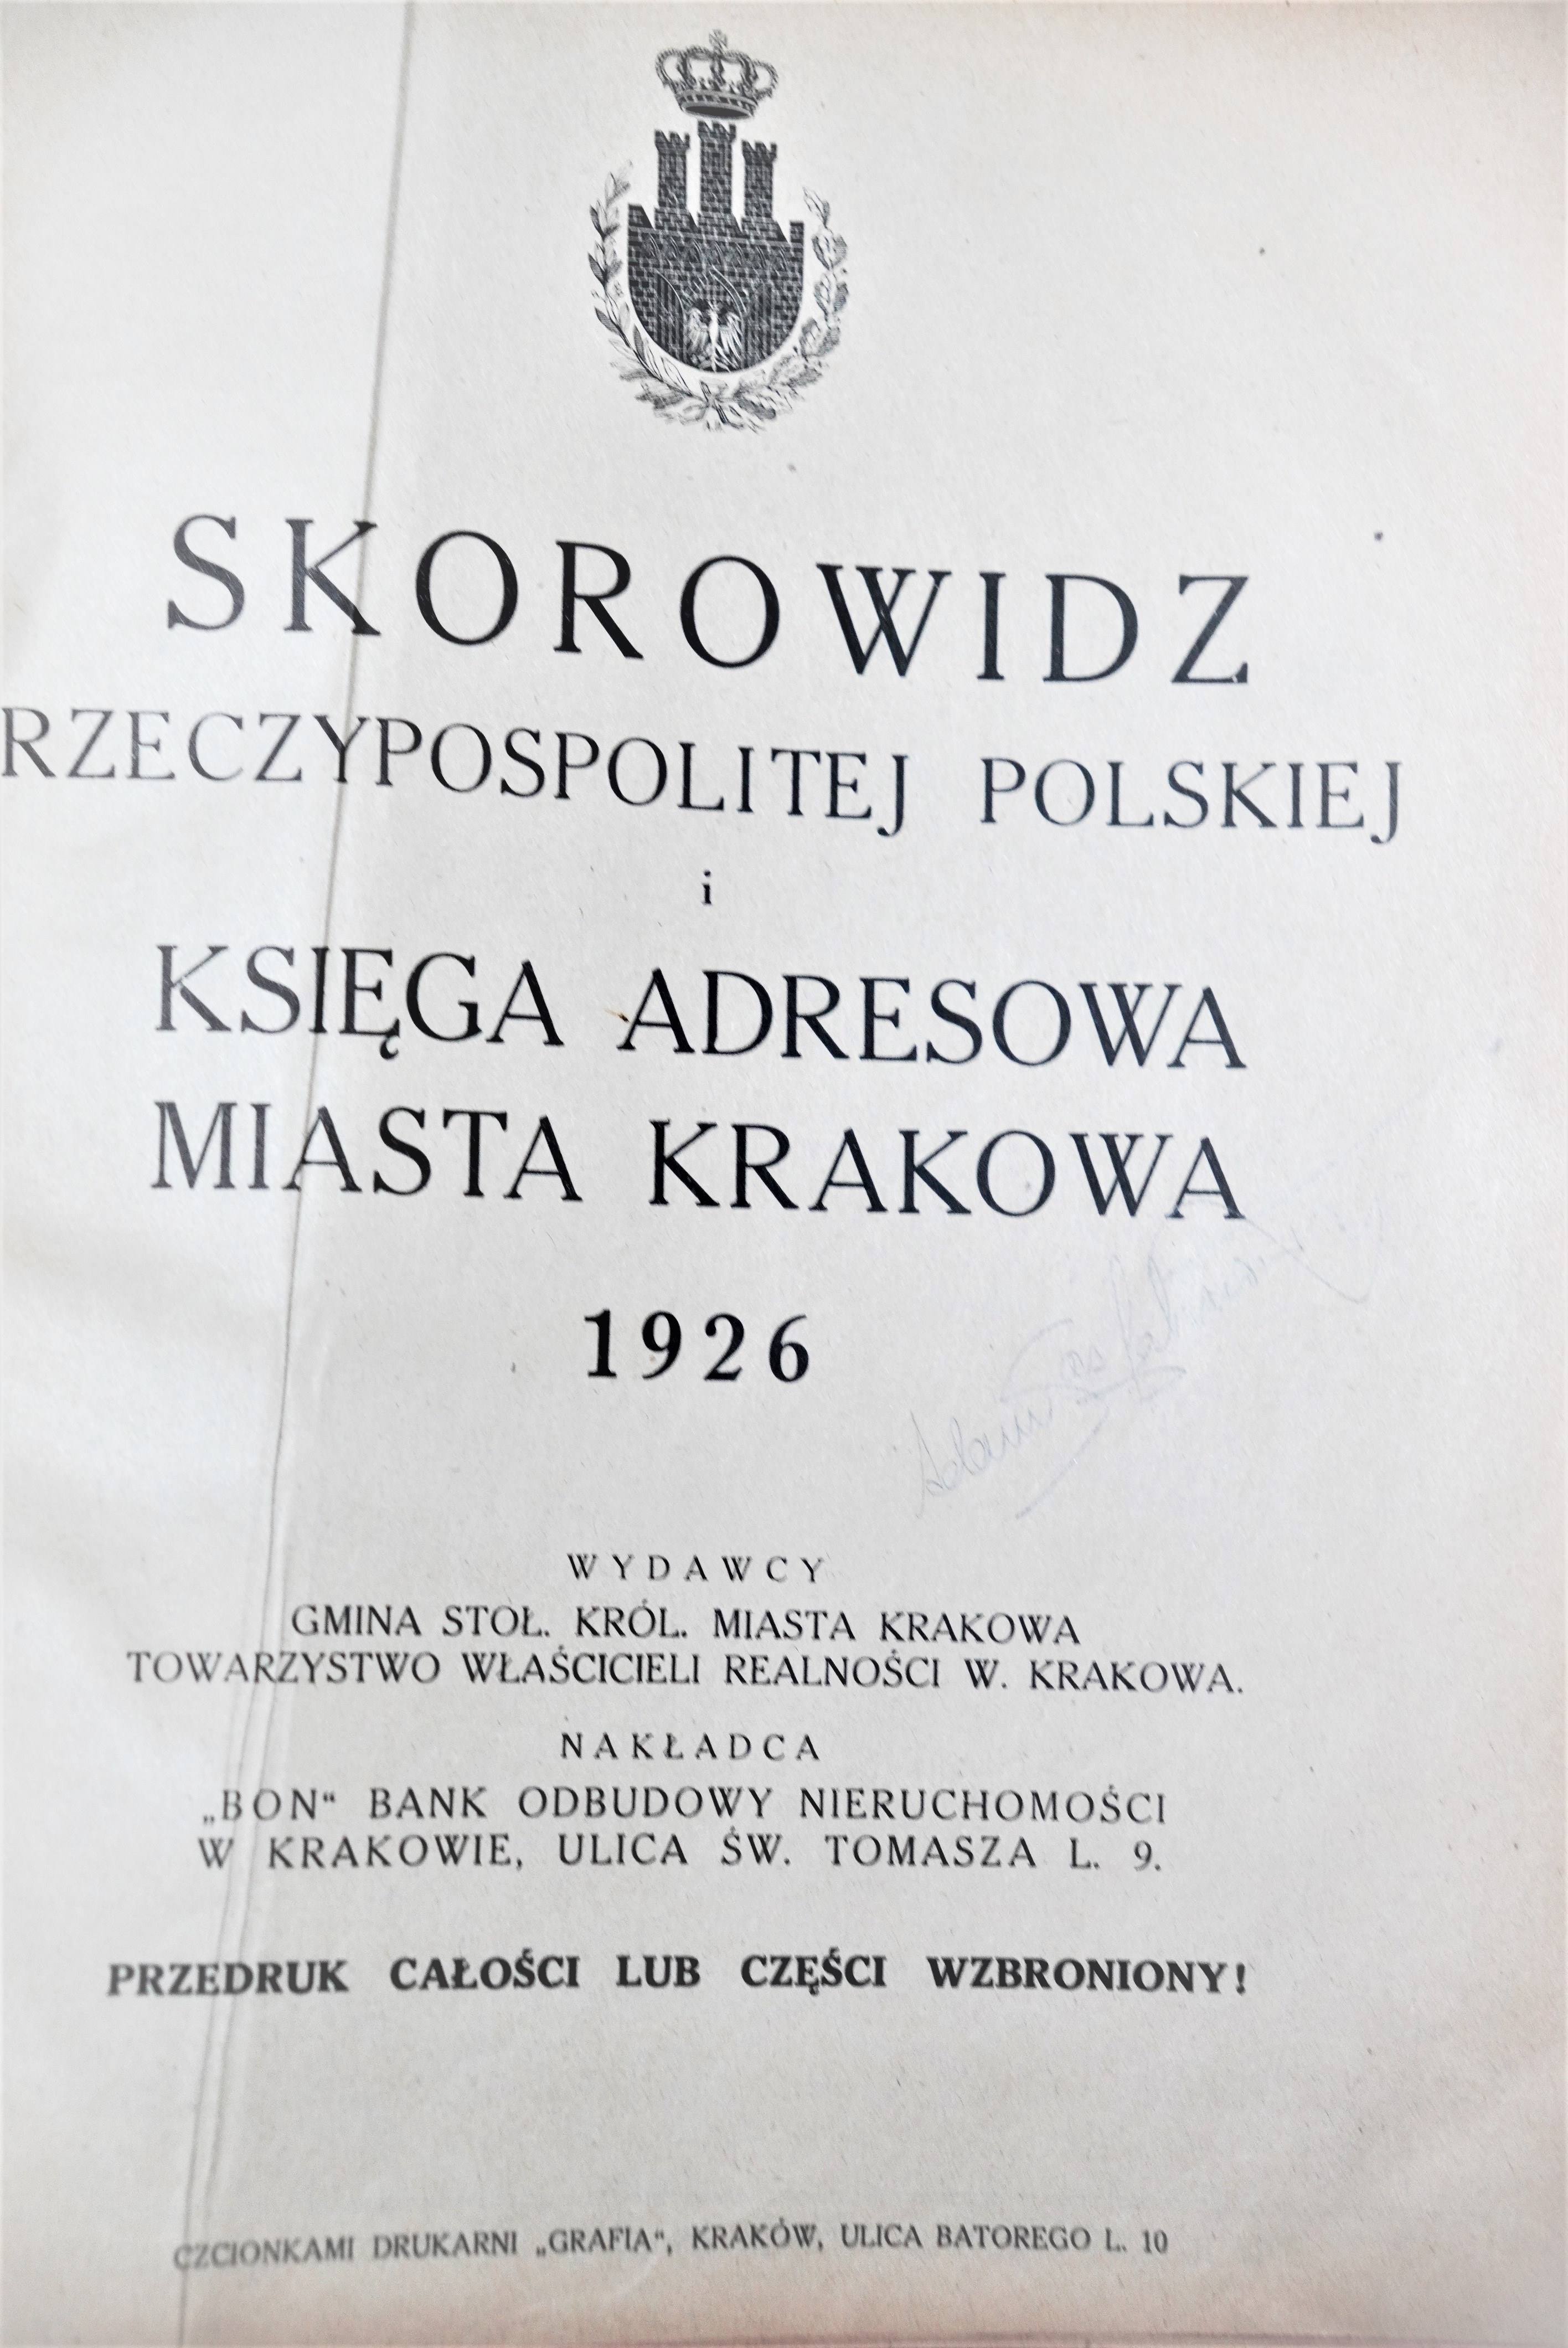 SKOROWIDZ
RZECZYPOSPOLITEJ POLSKIEJ
i
KSIĘGA ADRESOWA
MIASTA KRAKOWA
1926
Adam
WYDAWCY
GMINA STOŁ. KRÓL. MIASTA KRAKOWA
TOWARZYSTWO WŁAŚCICIELI REALNOŚCI W. KRAKOWA.
NAKŁADCA
„BON“ BANK ODBUDOWY NIERUCHOMOŚCI
W KRAKOWIE, ULICA ŚW. TOMASZA L. 9.
PRZEDRUK CAŁOŚCI LUB CZĘŚCI WZBRONIONY!
CZCIONKAMI DRUKARNI „GRAFIA“, KRAKÓW, ULICA BATOREGO L. 10